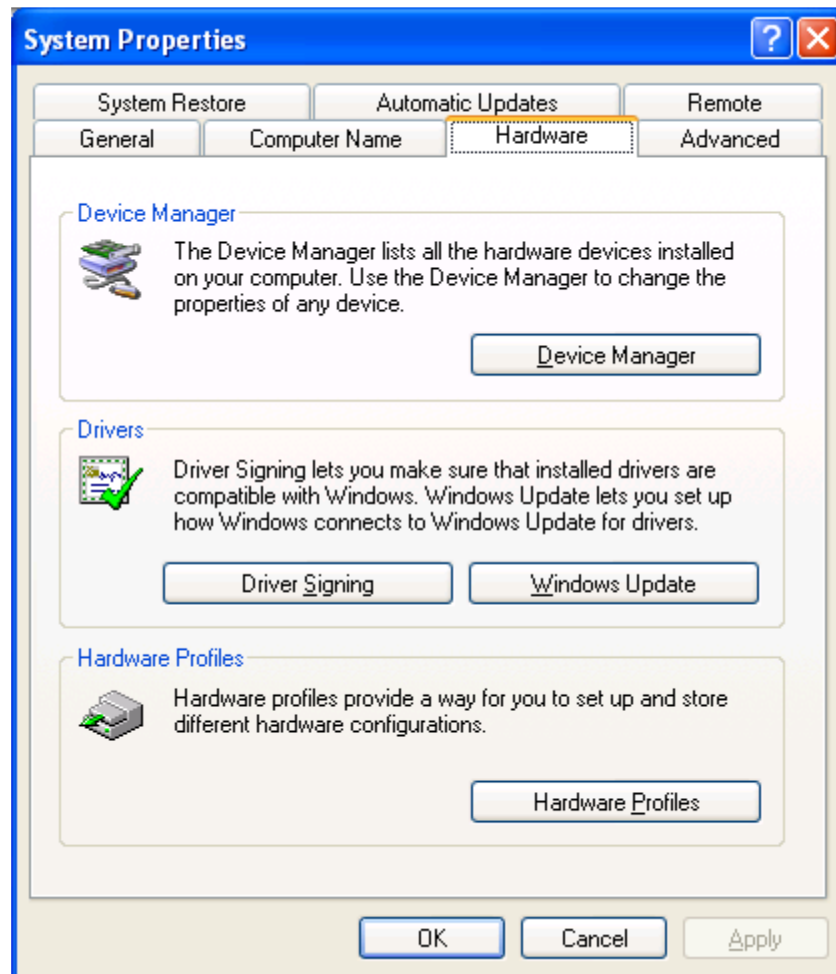 System Properties
System Restore
Automatic Updates
Remote
General
Computer Name
Hardware
Advanced
Device Manager
The Device Manager lists all the hardware devices installed
on your computer. Use the Device Manager to change the
properties of any device.
Device Manager
Drivers
Driver Signing lets you make sure that installed drivers are
compatible with Windows. Windows Update lets you set up
how Windows connects to Windows Update for drivers.
Driver Signing
Windows Update
Hardware Profiles
Hardware profiles provide a way for you to set up and store
different hardware configurations.
Hardware Profiles
OK
Cancel
Apply